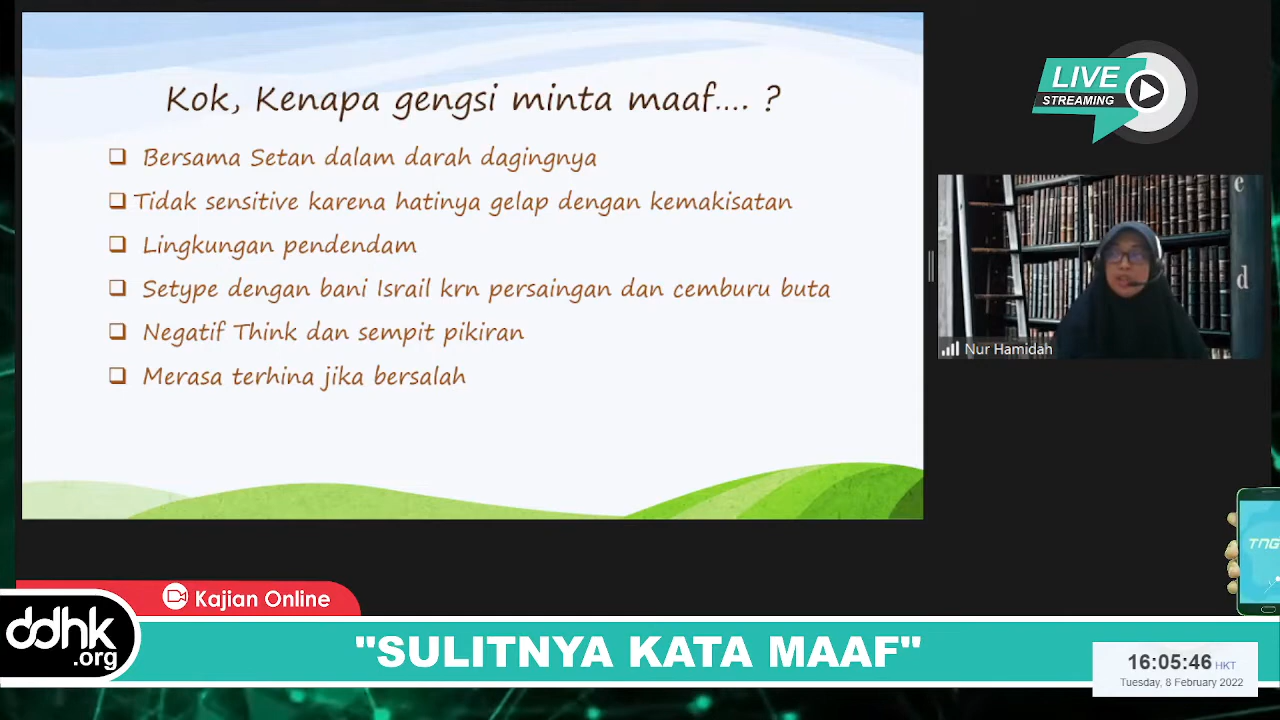 Kok, Kenapa gengsi minta maaf.... ?
Bersama Setan dalam darah dagingnya
Tidak sensitive karena hatinya gelap dengan kemakisatan
Lingkungan pendendam
Setype dengan bani Israil krn persaingan dan cemburu buta
Negatif Think dan sempit pikiran
Merasa terhina jika bersalah
LIVE
STREAMING
e
d
Nur Hamidah
TNG
Kajian Online
ddhk
.org
"SULITNYA KATA MAAF"
16:05:46 HKT
Tuesday, 8 February 2022